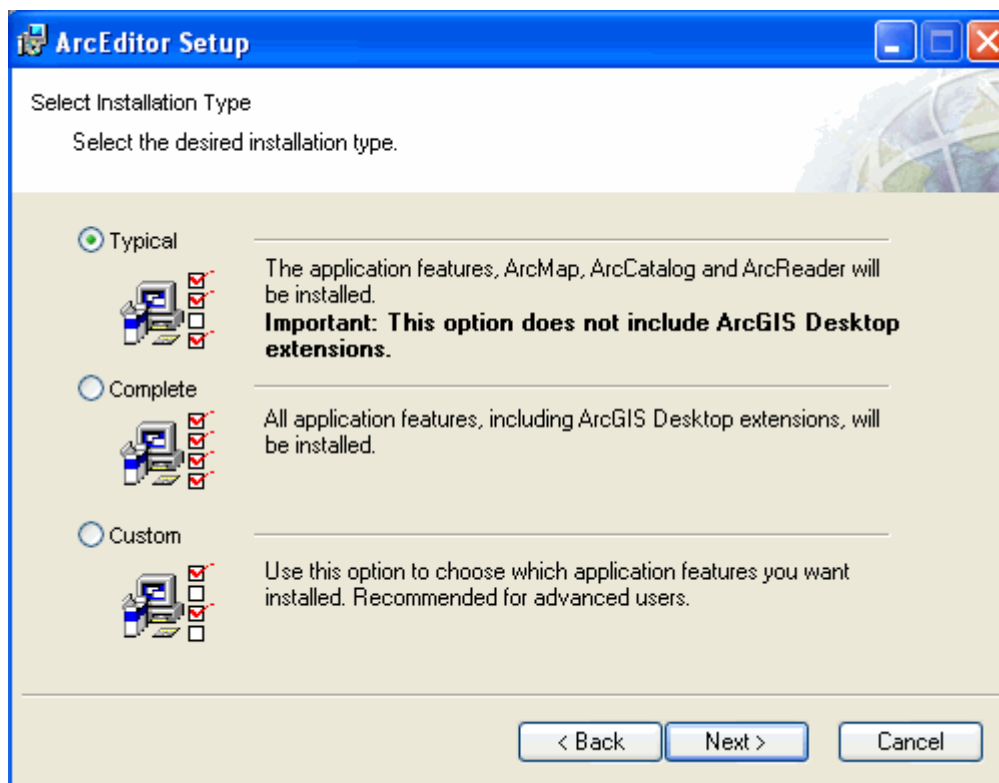 ArcEditor Setup
Select Installation Type
Select the desired installation type.
Typical
The application features, ArcMap, ArcCatalog and ArcReader will
be installed.
Important: This option does not include ArcGIS Desktop
extensions.
Complete
All application features, including ArcGIS Desktop extensions, will
be installed.
Custom
Use this option to choose which application features you want
installed. Recommended for advanced users.
< Back
Next >
Cancel